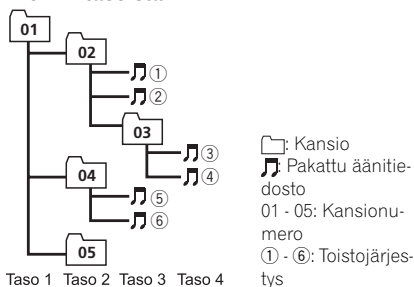 01
02
①
②
03
③
④
04
⑤
⑥
05
Taso 1 Taso 2 Taso 3 Taso 4
: Kansio
: Pakattu äänitie-
dosto
01 - 05: Kansionu-
mero
① - ⑥: Toistojärjes-
tys